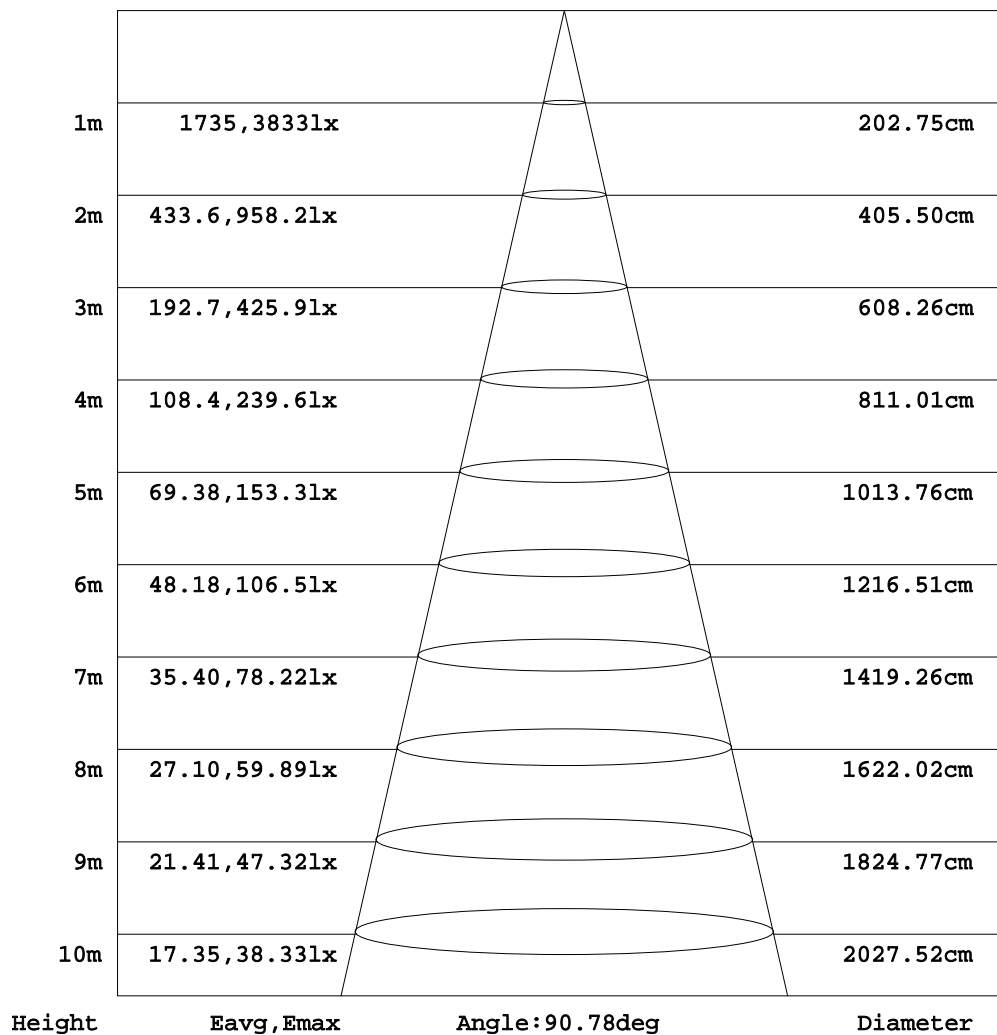 1m 1735,3833lx 202.75cm
2m 433.6,958.2lx 405.50cm
3m 192.7,425.9lx 608.26cm
4m 108.4,239.6lx 811.01cm
5m 69.38,153.3lx 1013.76cm
6m 48.18,106.5lx 1216.51cm
7m 35.40,78.22lx 1419.26cm
8m 27.10,59.89lx 1622.02cm
9m 21.41,47.32lx 1824.77cm
10m 17.35,38.33lx 2027.52cm
Height Eavg,Emax Angle:90.78deg Diameter